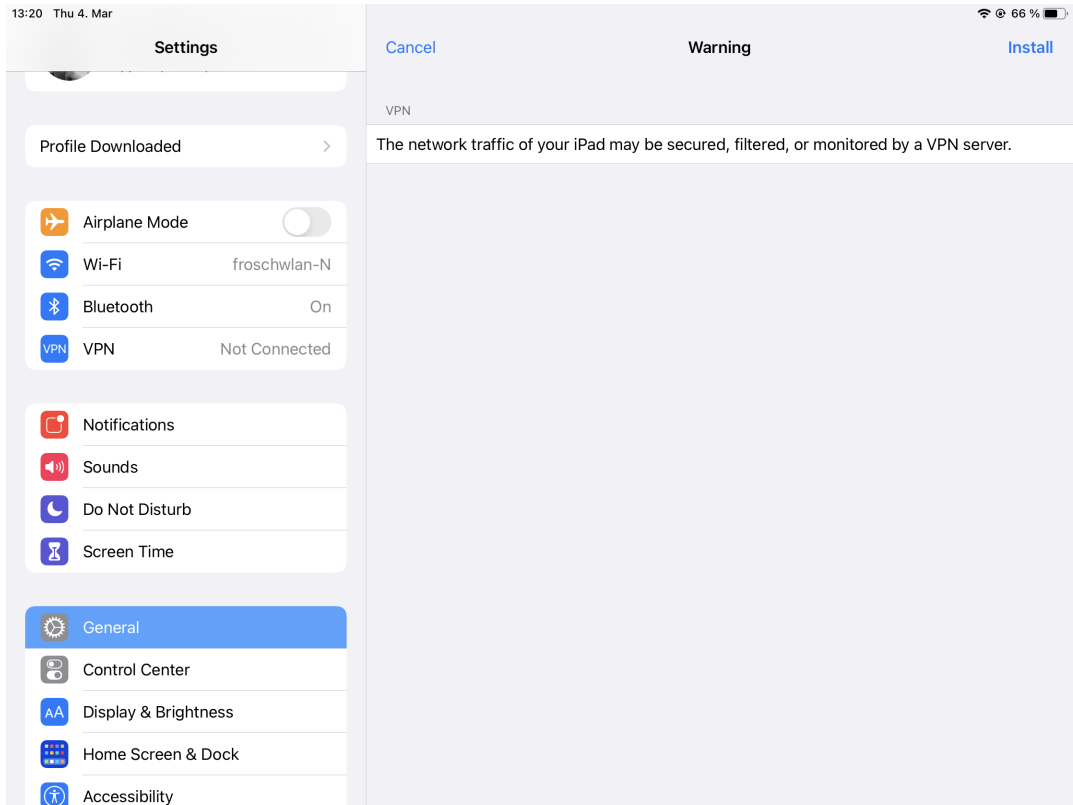 13:20 Thu 4. Mar
66 %
Settings
Profile Downloaded
Airplane Mode
Wi-Fi froschwlan-N
Bluetooth On
VPN VPN Not Connected
Notifications
Sounds
Do Not Disturb
Screen Time
General
Control Center
AA Display & Brightness
Home Screen & Dock
Accessibility
Cancel Warning Install
VPN
The network traffic of your iPad may be secured, filtered, or monitored by a VPN server.